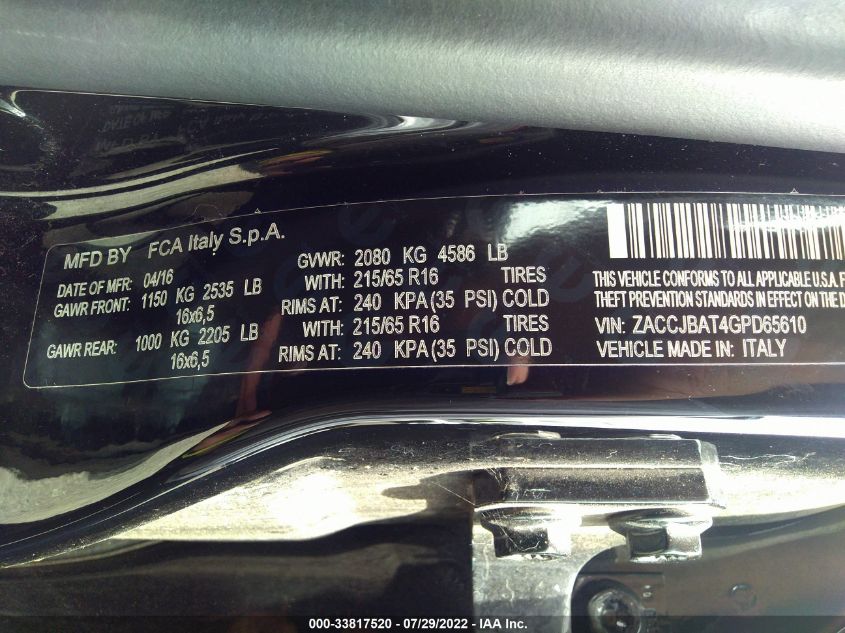 MFD BY FCA Italy S.p.A.
DATE OF MFR: 04/16
GAWR FRONT: 1150 KG 2535 LB
16x6,5
GAWR REAR: 1000 KG 2205 LB
16x6,5
GVWR: 2080 KG 4586 LB
WITH: 215/65 R16 TIRES
RIMS AT: 240 KPA(35 PSI) COLD
WITH: 215/65 R16 TIRES
RIMS AT: 240 KPA(35 PSI) COLD
THIS VEHICLE CONFORMS TO ALL APPLICABLE U.S.A. F
THEFT PREVENTION STANDARDS IN EFFECT ON THE D
VIN: ZACCJBAT4GPD65610
VEHICLE MADE IN: ITALY
000-33817520 - 07/29/2022 - IAA Inc.